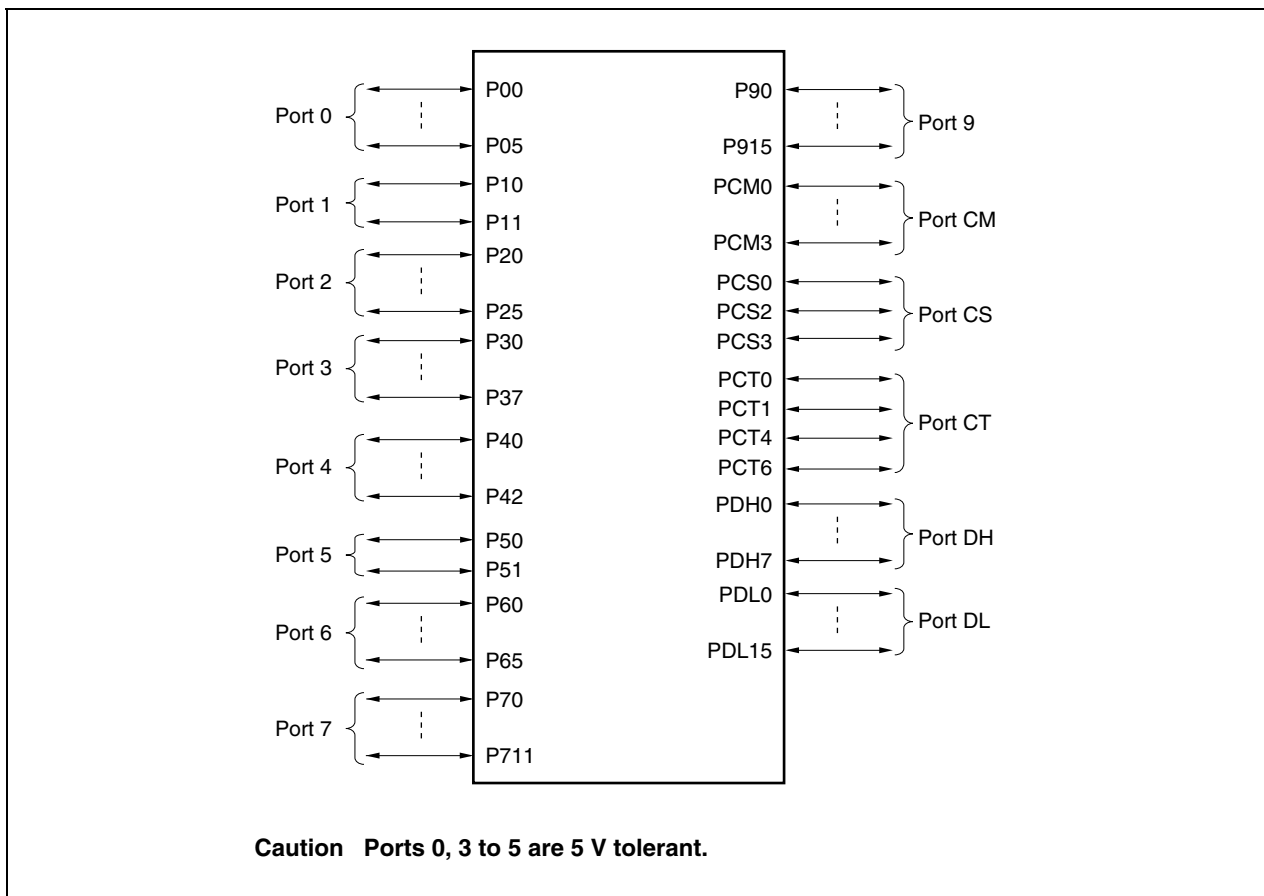 Port 0
P00
P05
Port 1
P10
P11
Port 2
P20
P25
Port 3
P30
P37
Port 4
P40
P42
Port 5
P50
P51
Port 6
P60
P65
Port 7
P70
P711
P90
P915
Port 9
PCM0
PCM3
Port CM
PCS0
PCS2
PCS3
Port CS
PCT0
PCT1
PCT4
PCT6
Port CT
PDH0
PDH7
Port DH
PDL0
PDL15
Port DL
Caution Ports 0, 3 to 5 are 5 V tolerant.